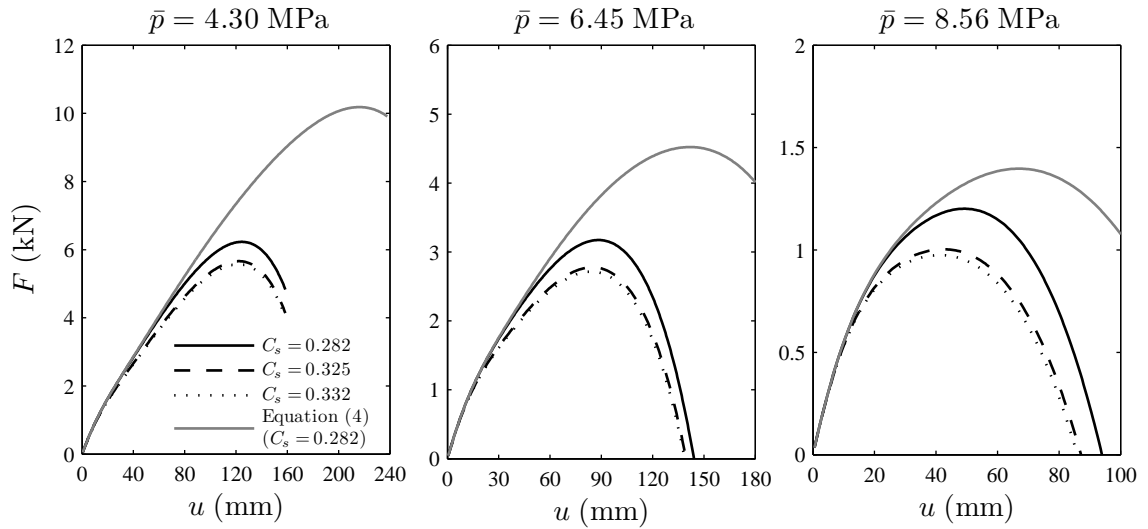 p̄ = 4.30 MPa
p̄ = 6.45 MPa
p̄ = 8.56 MPa
F (kN)
12
10
8
6
4
2
0
C_s = 0.282
C_s = 0.325
C_s = 0.332
Equation (4)
(C_s = 0.282)
0 40 80 120 160 200 240
u (mm)
6
5
4
3
2
1
0
0 30 60 90 120 150 180
u (mm)
2
1.5
1
0.5
0
0 20 40 60 80 100
u (mm)